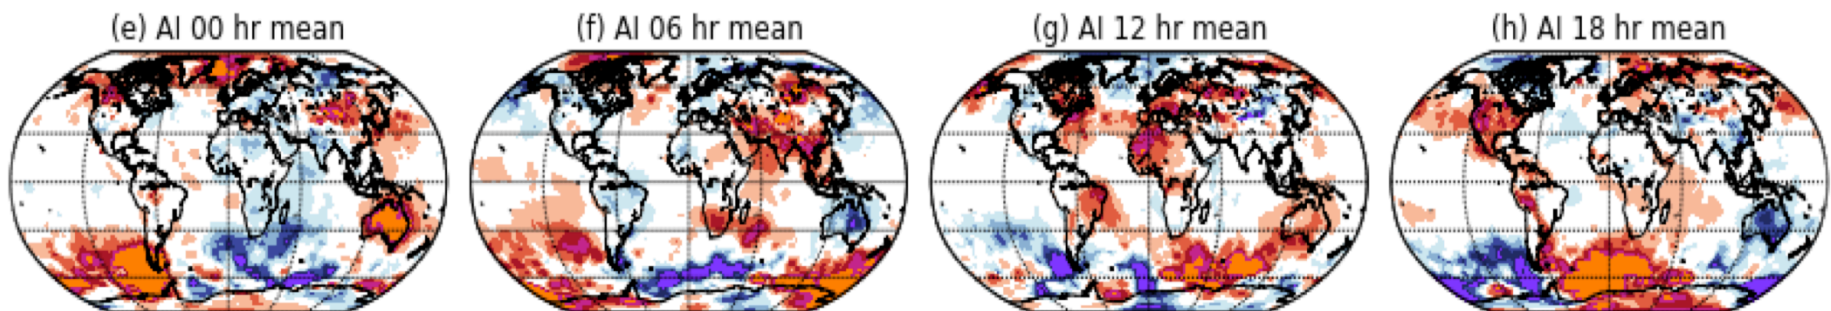 (e) AI 00 hr mean
(f) AI 06 hr mean
(g) AI 12 hr mean
(h) AI 18 hr mean